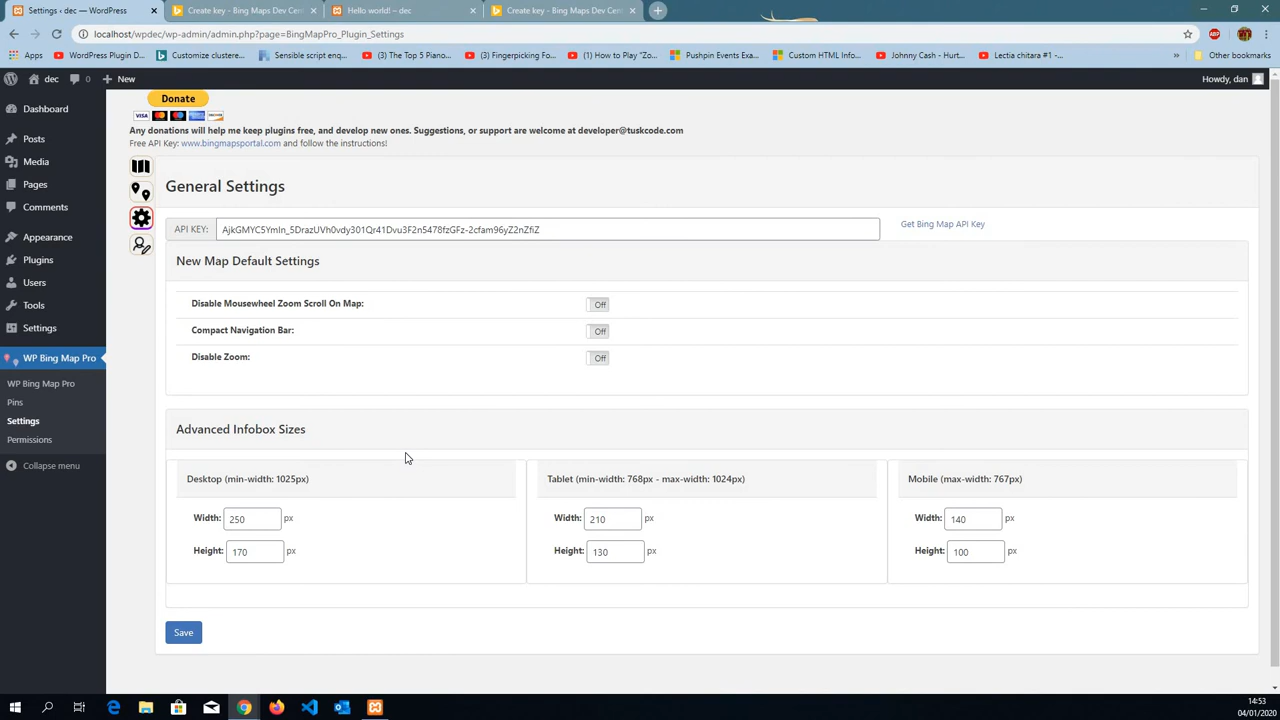 Settings ‹ dec — WordPress
Create key - Bing Maps Dev Cent
Hello world! – dec
Create key - Bing Maps Dev Cent
localhost/wpdec/wp-admin/admin.php?page=BingMapPro_Plugin_Settings
Apps
WordPress Plugin D...
Customize clustere...
Sensible script enq...
(3) The Top 5 Piano...
(3) Fingerpicking Fo...
(1) How to Play "Zo...
Pushpin Events Exa...
Custom HTML - Bin...
Johnny Cash - Hurt...
Lectia chitara #1 -...
»
Other bookmarks
dec
0
New
Howdy, dan
Donate
VISA
Any donations will help me keep plugins free, and develop new ones. Suggestions, or support are welcome at developer@tuskcode.com
Free API Key: www.bingmapsportal.com and follow the instructions!
Dashboard
Posts
Media
Pages
Comments
Appearance
Plugins
Users
Tools
Settings
WP Bing Map Pro
WP Bing Map Pro
Pins
Settings
Permissions
Collapse menu
General Settings
API KEY:
Get Bing Map API Key
New Map Default Settings
Disable Mousewheel Zoom Scroll On Map:
Off
Compact Navigation Bar:
Off
Disable Zoom:
Off
Advanced Infobox Sizes
Desktop (min-width: 1025px)
Width: 250 px
Height: 170 px
Tablet (min-width: 768px - max-width: 1024px)
Width: 210 px
Height: 130 px
Mobile (max-width: 767px)
Width: 140 px
Height: 100 px
Save
14:53
04/01/2020